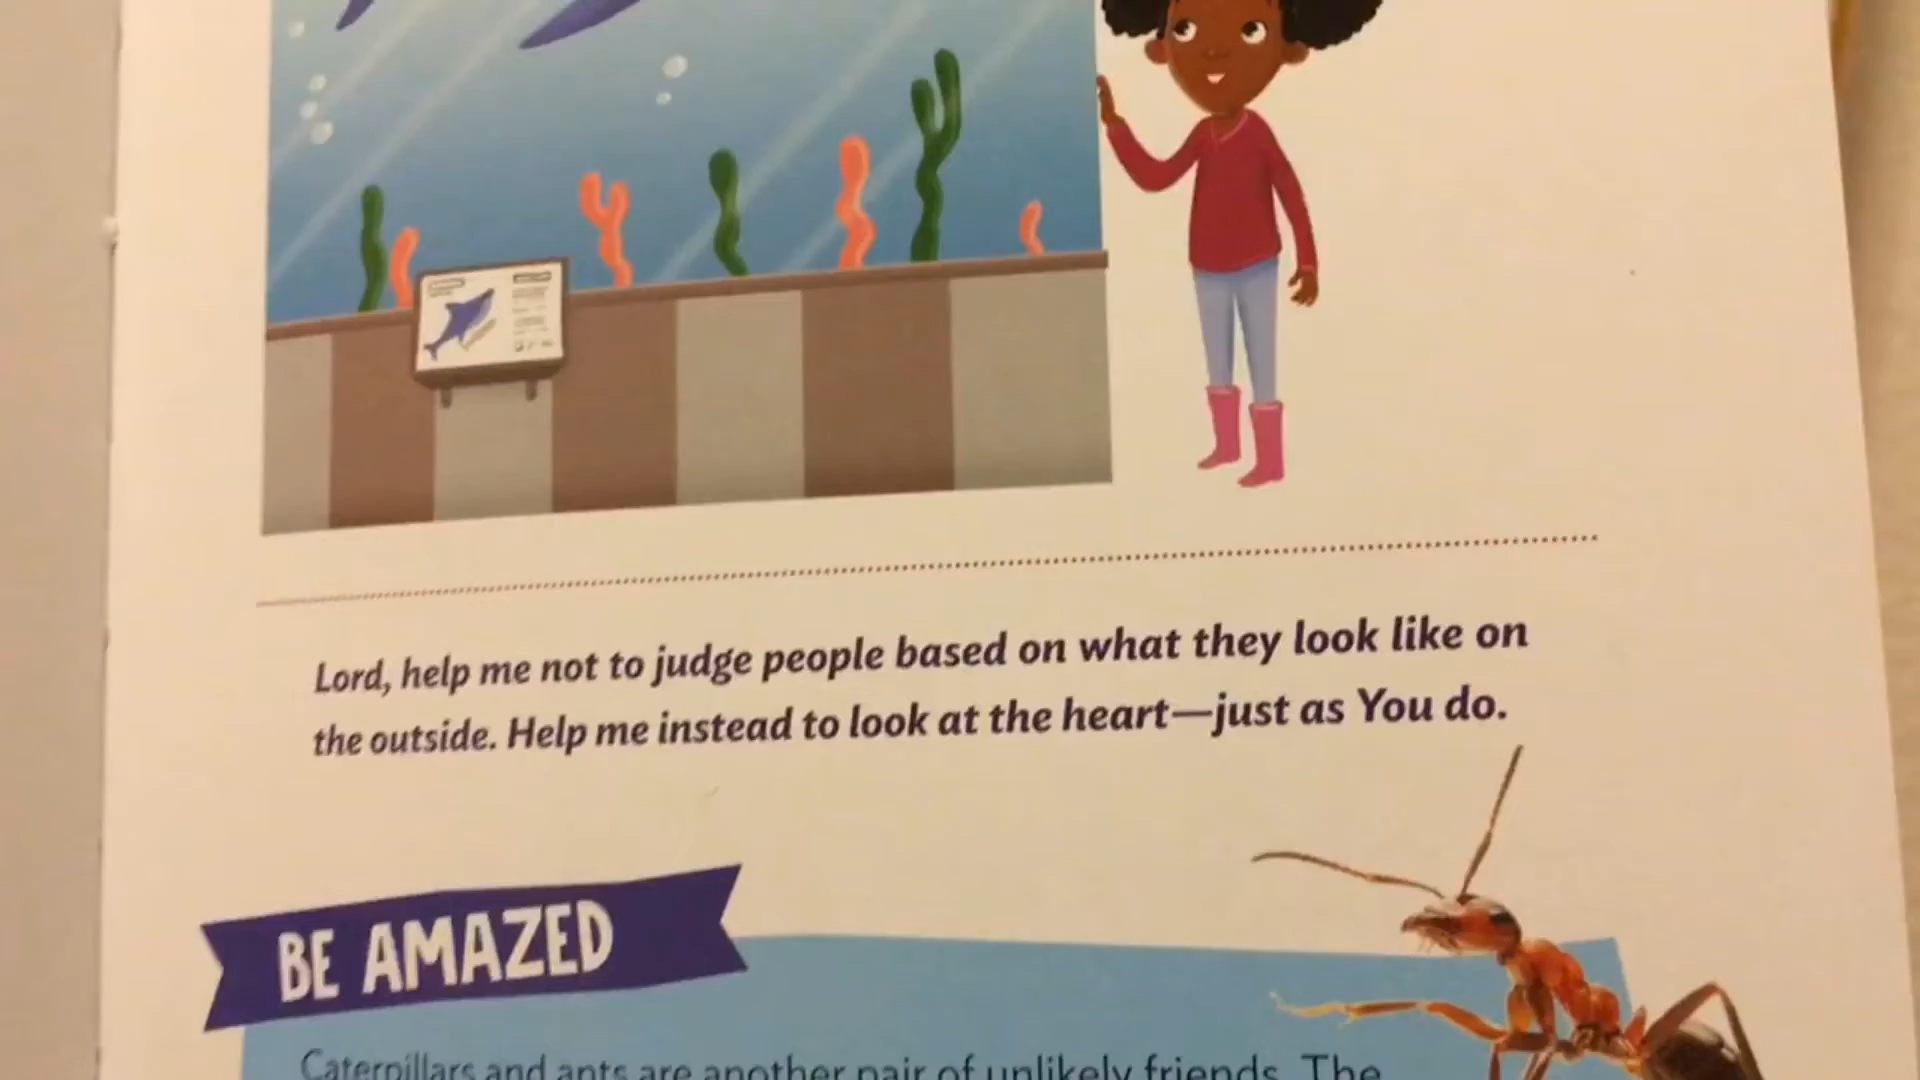 Lord, help me not to judge people based on what they look like on
the outside. Help me instead to look at the heart—just as You do.
BE AMAZED
Caterpillars and ants are another pair of unlikely friends. The